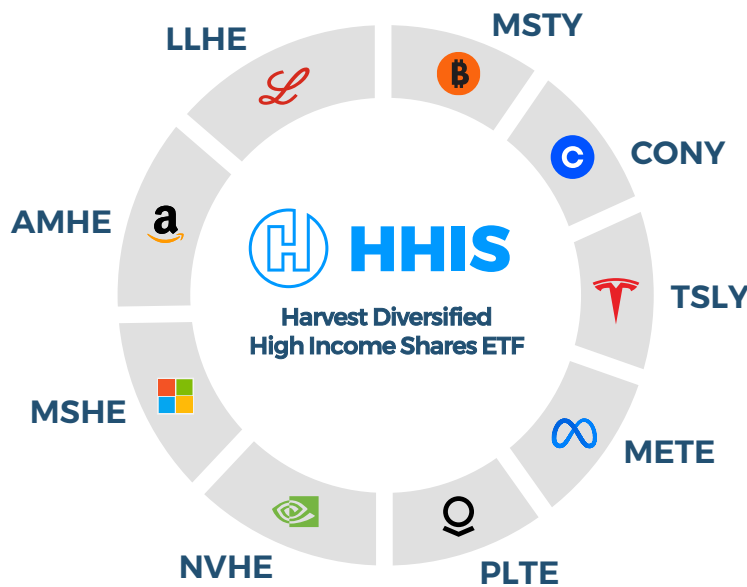 MSTY
LLHE
CONY
AMHE
HHIS
TSLY
Harvest Diversified
High Income Shares ETF
MSHE
METE
NVHE
PLTE